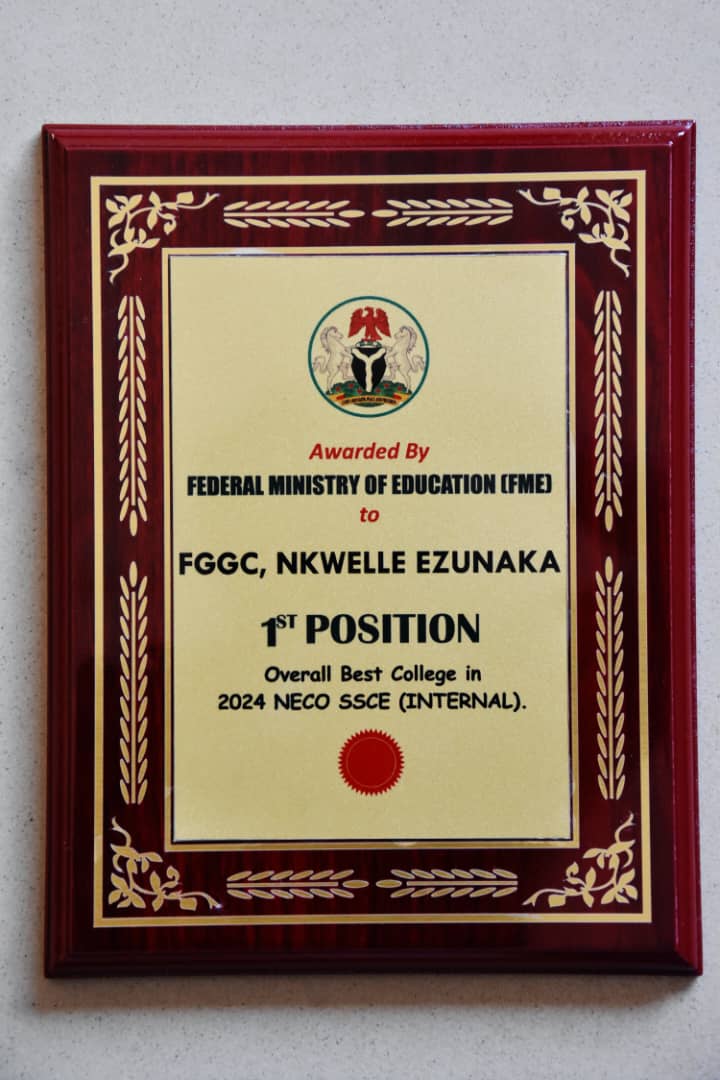 Awarded By
FEDERAL MINISTRY OF EDUCATION (FME)
to
FGGC, NKWELLE EZUNAKA
1ST POSITION
Overall Best College in
2024 NECO SSCE (INTERNAL).